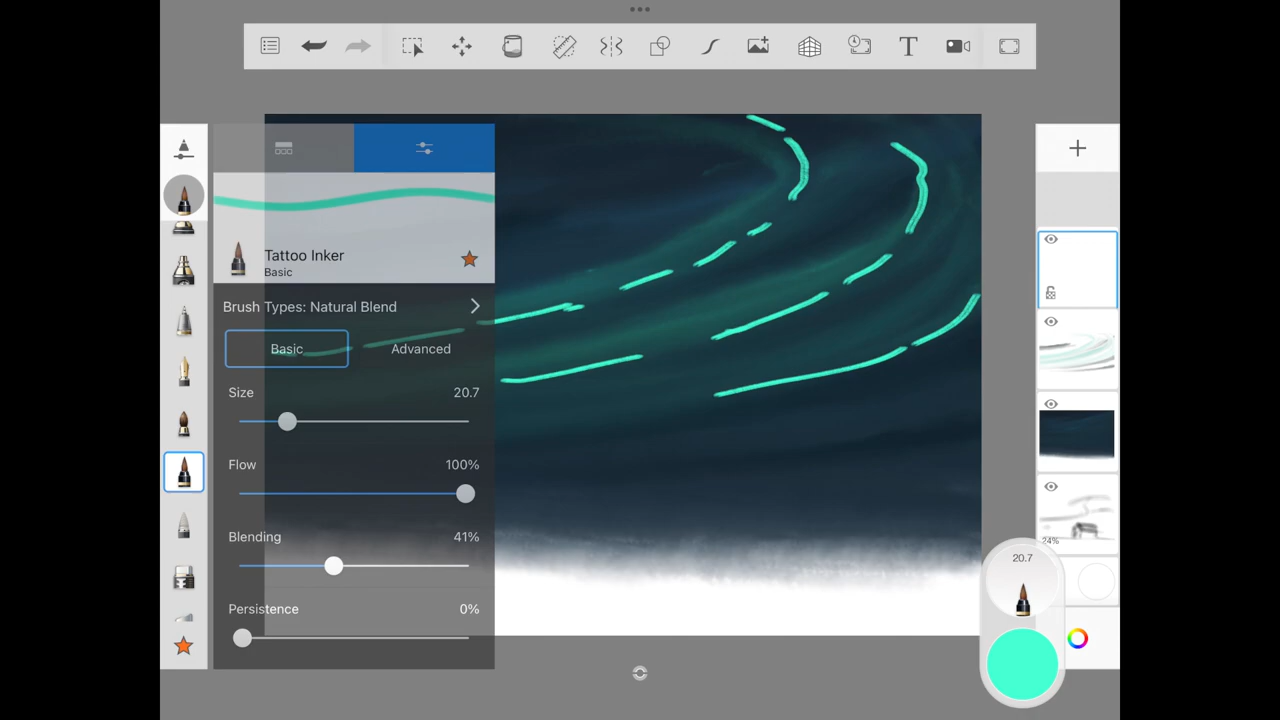 Tattoo Inker
Basic
Brush Types: Natural Blend
Basic Advanced
Size 20.7
Flow 100%
Blending 41%
Persistence 0%
24%
20.7